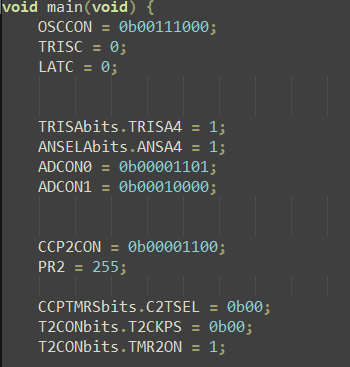 void main(void) {
OSCCON = 0b00111000;
TRISC = 0;
LATC = 0;
TRISAbits.TRISA4 = 1;
ANSELAbits.ANSA4 = 1;
ADCON0 = 0b00001101;
ADCON1 = 0b00010000;
CCP2CON = 0b00001100;
PR2 = 255;
CCPTMRSbits.C2TSEL = 0b00;
T2CONbits.T2CKPS = 0b00;
T2CONbits.TMR2ON = 1;